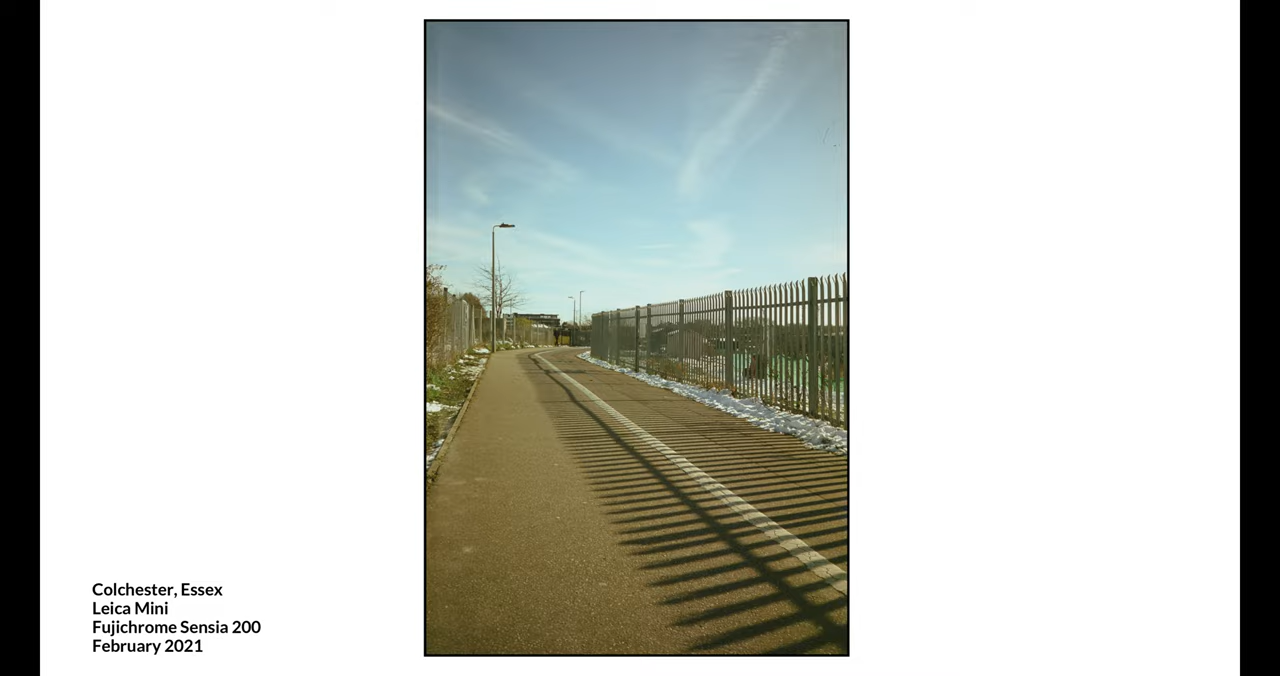 Colchester, Essex
Leica Mini
Fujichrome Sensia 200
February 2021